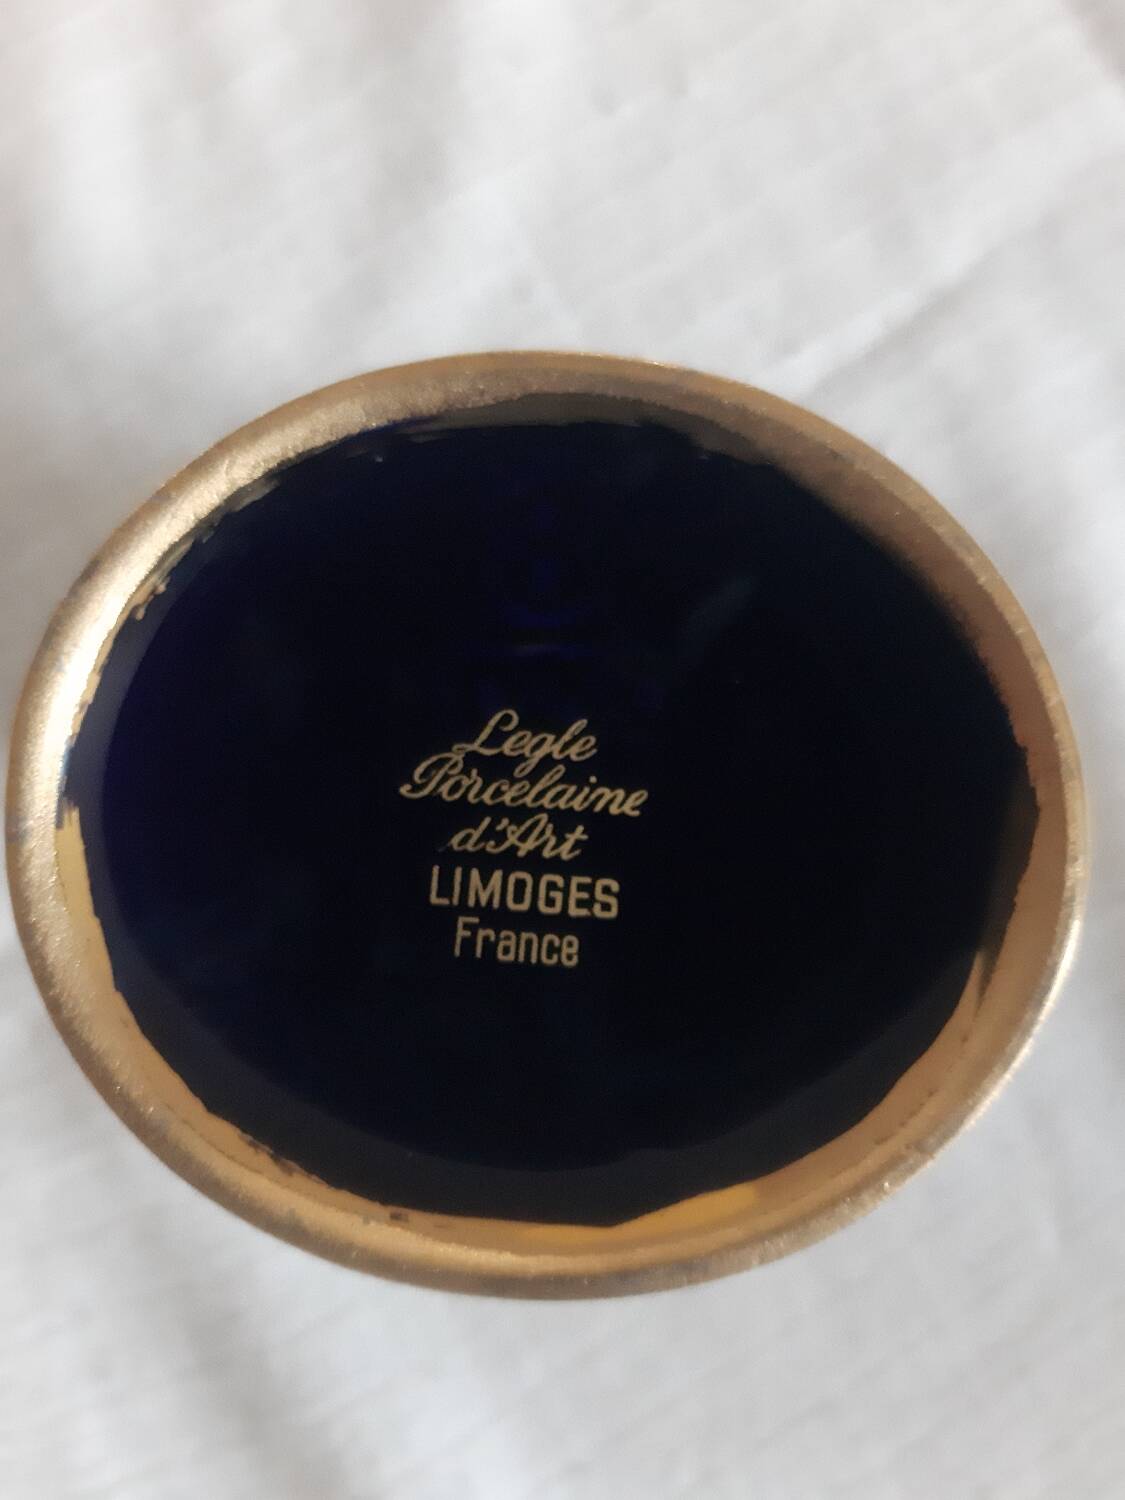 Legle
Porcelaine
d'Art
LIMOGES
France